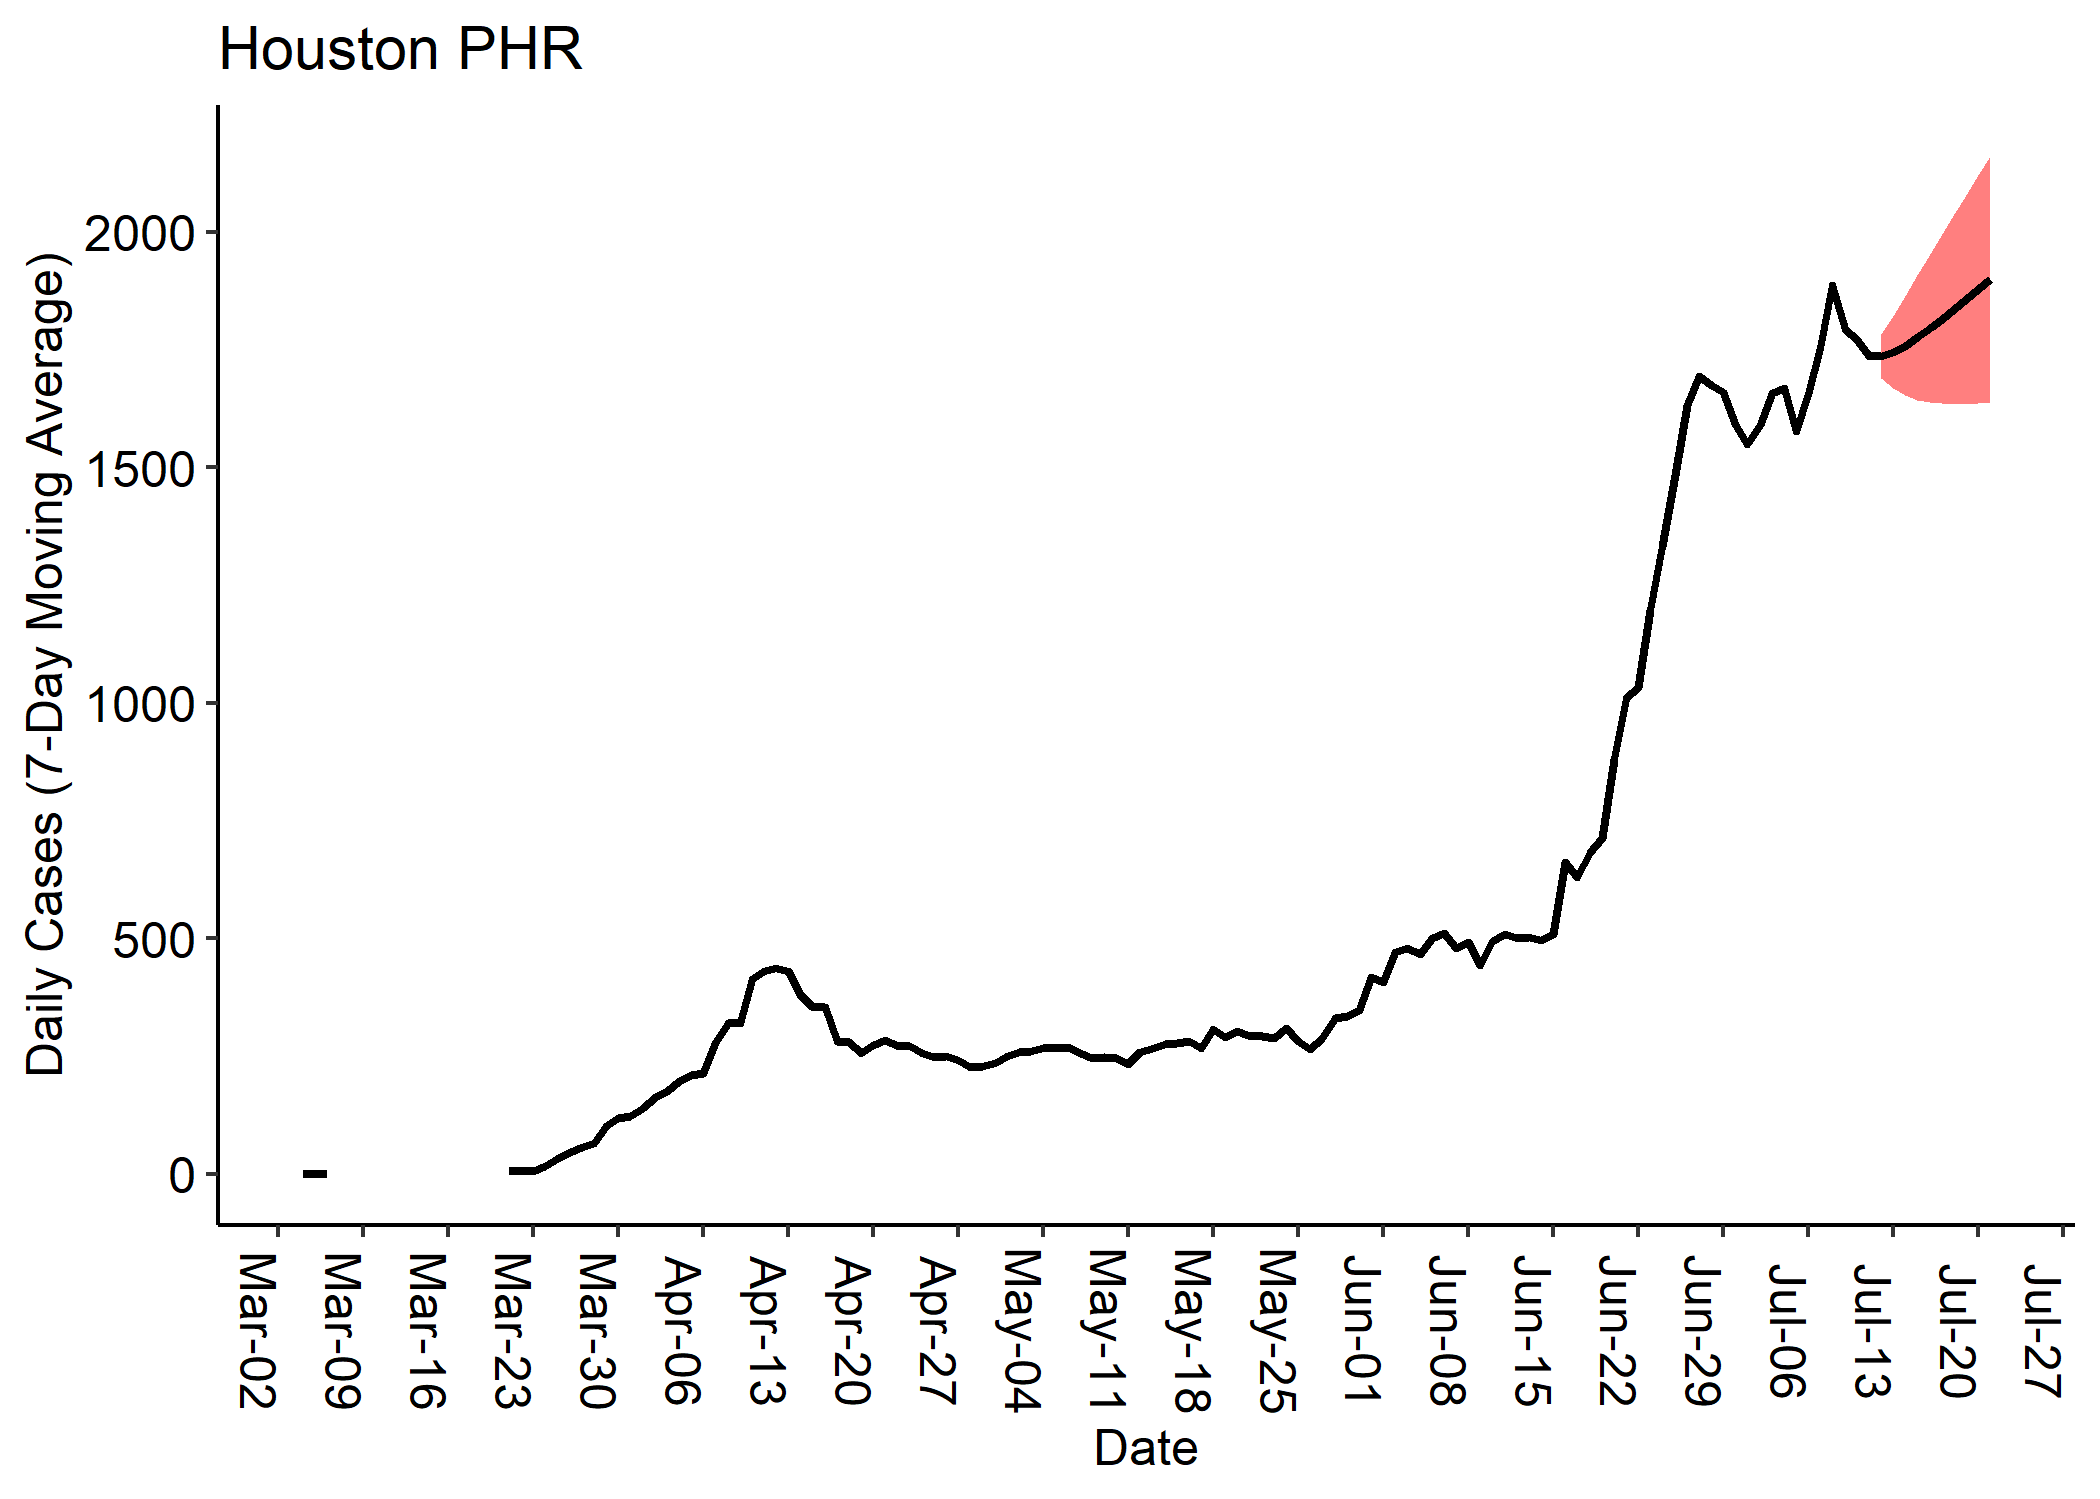 Houston PHR
Daily Cases (7-Day Moving Average)
2000
1500
1000
500
0
Mar-02
Mar-09
Mar-16
Mar-23
Mar-30
Apr-06
Apr-13
Apr-20
Apr-27
May-04
May-11
May-18
May-25
Jun-01
Jun-08
Jun-15
Jun-22
Jun-29
Jul-06
Jul-13
Jul-20
Jul-27
Date